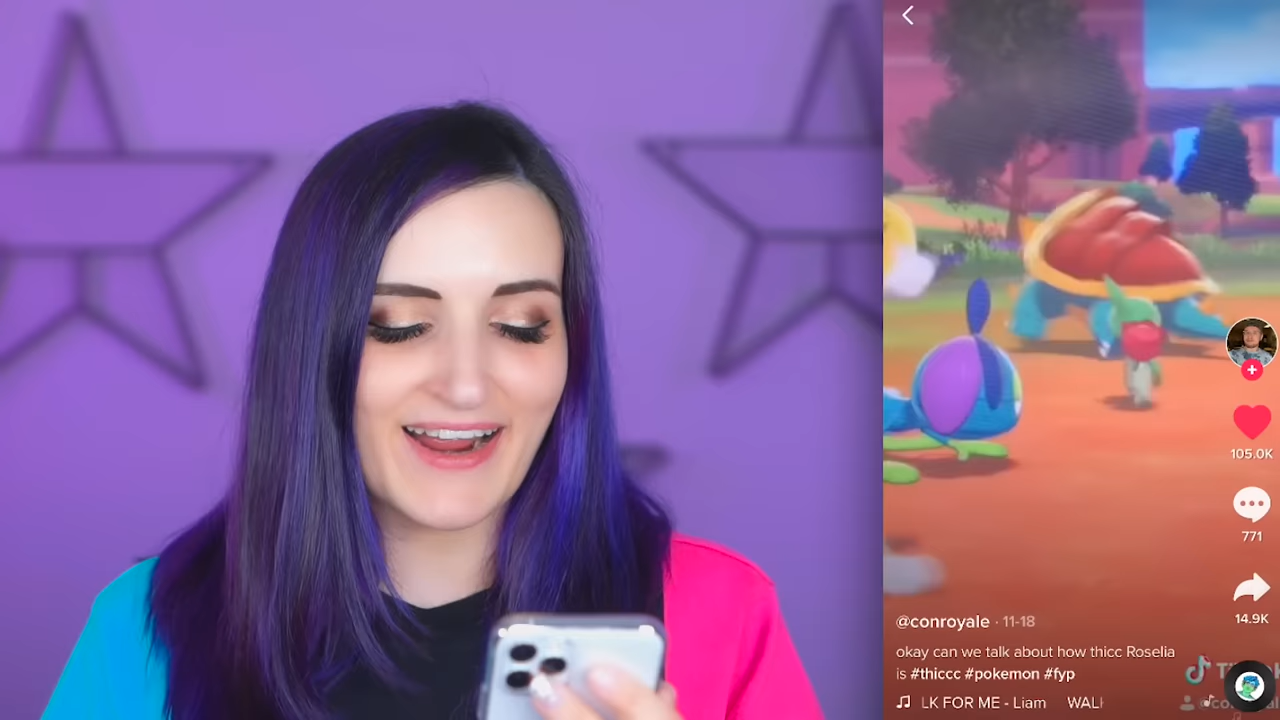 105.0K
771
14.9K
@conroyale · 11-18
okay can we talk about how thicc Roselia
is #thiccc #pokemon #fyp
LK FOR ME - Liam WAL